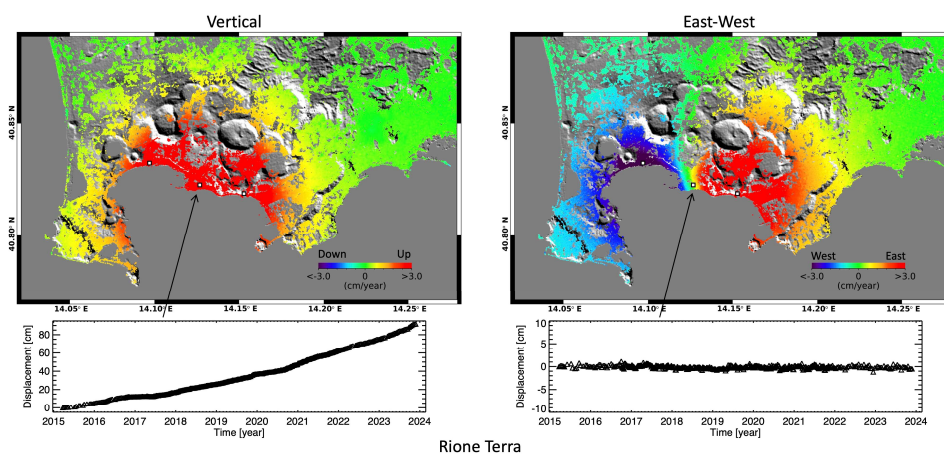 Vertical
East-West
40.85° N
40.80° N
Down Up
<-3.0 0 >3.0
(cm/year)
14.05° E 14.10° E 14.15° E 14.20° E 14.25° E
40.85° N
40.80° N
West East
<-3.0 0 >3.0
(cm/year)
14.05° E 14.10° E 14.15° E 14.20° E 14.25° E
Displacement [cm]
80
60
40
20
0
2015 2016 2017 2018 2019 2020 2021 2022 2023 2024
Time [year]
Displacement [cm]
10
5
0
-5
-10
2015 2016 2017 2018 2019 2020 2021 2022 2023 2024
Time [year]
Rione Terra